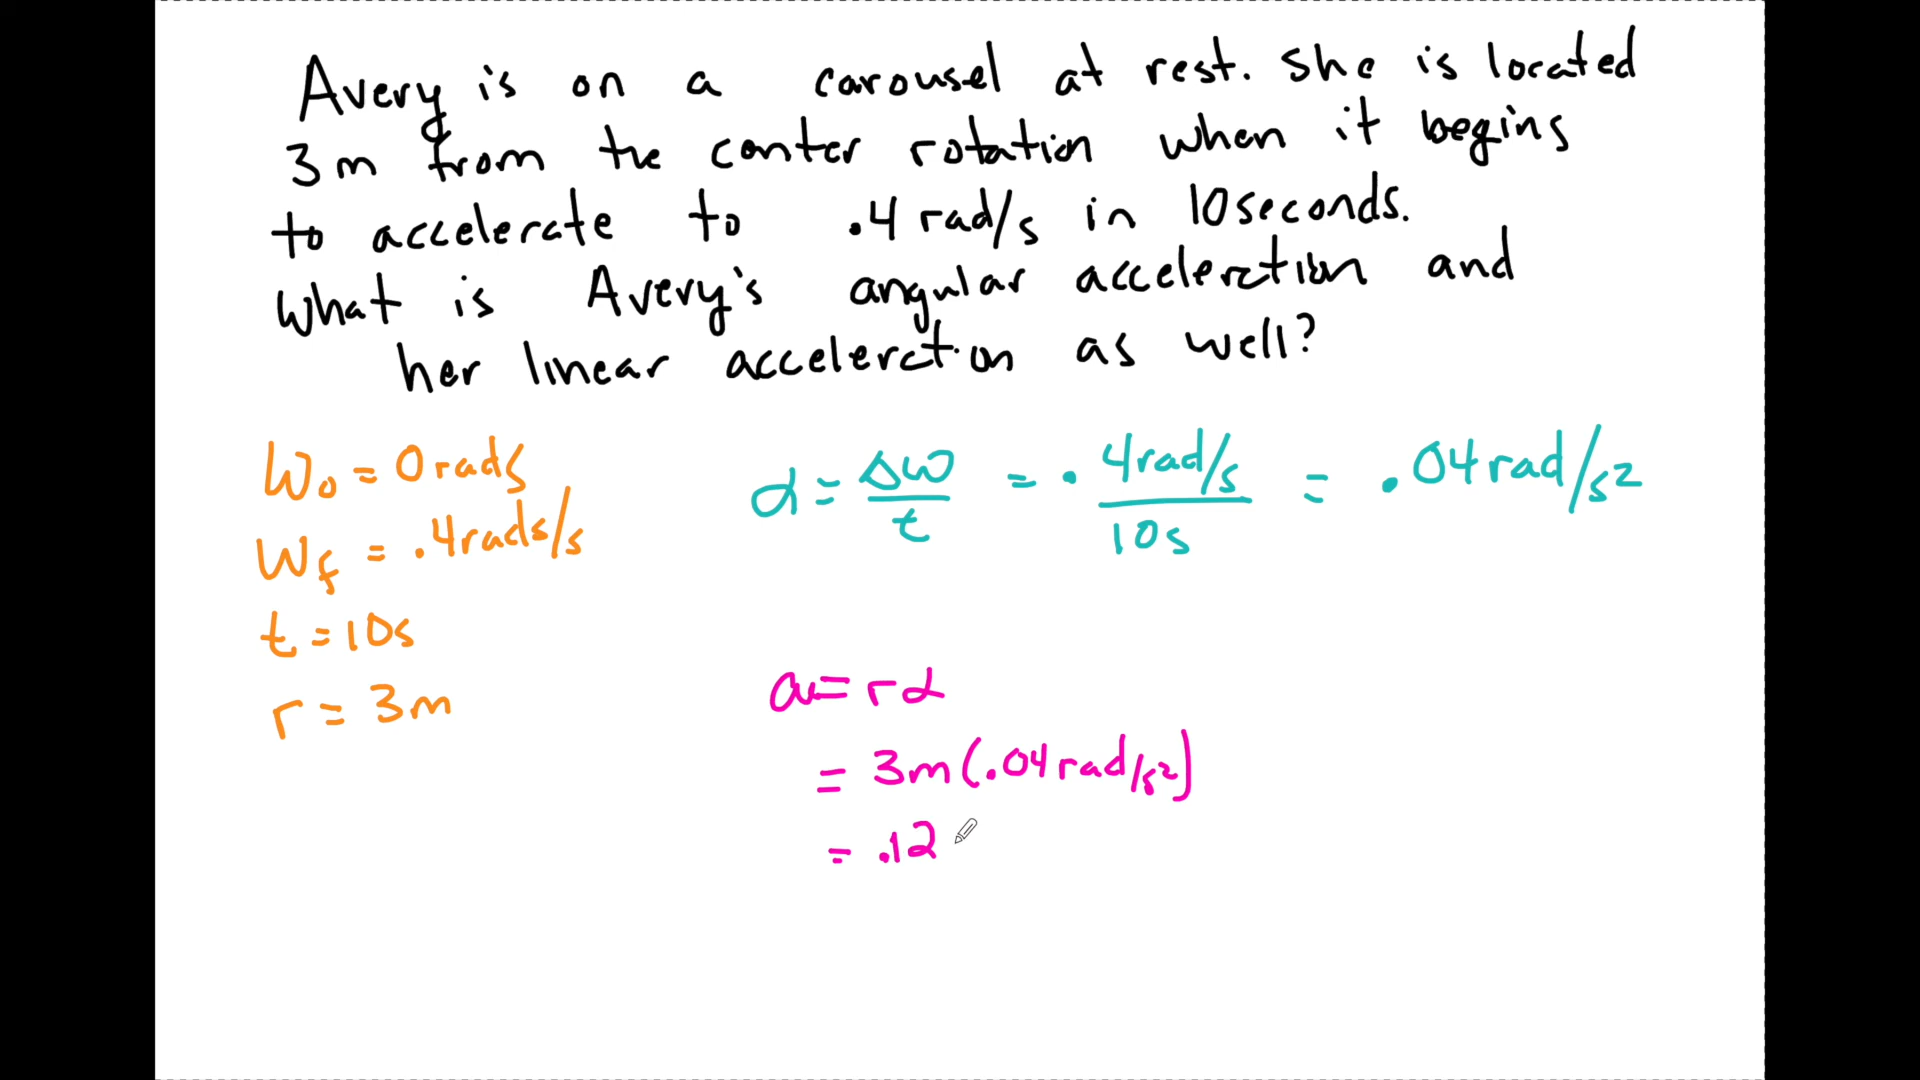 Avery is on a carousel at rest. She is located
3m from the center rotation when it begins
to accelerate to .4 rad/s in 10 seconds.
What is Avery's angular acceleration and
her linear acceleration as well?
W₀ = 0 rads
W_f = .4 rads/s
t = 10s
r = 3m
α = Δω/t = .4 rad/s / 10s = .04 rad/s²
a = rα
= 3m (.04 rad/s²)
= .12